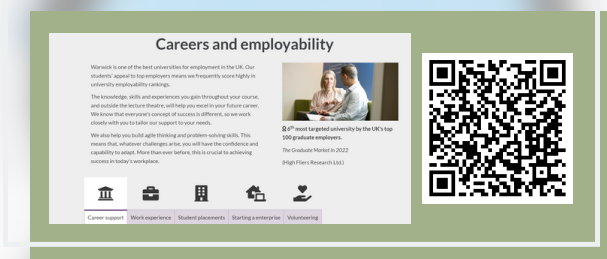 Careers and employability
Warwick is one of the best universities for employment in the UK. Our
students' appeal to top employers means we frequently score highly in
university employability rankings.
The knowledge, skills and experiences you gain throughout your course,
and outside the lecture theatre, will help you excel in your future career.
We know that everyone's concept of success is different, so we work
closely with you to tailor our support to your needs.
We also help you build agile thinking and problem-solving skills. This
means that, whatever challenges arise, you will have the confidence and
capability to adapt. More than ever before, this is crucial to achieving
success in today's workplace.
6th most targeted university by the UK's top
100 graduate employers.
The Graduate Market in 2022
(High Fliers Research Ltd.)
Career support Work experience Student placements Starting a enterprise Volunteering